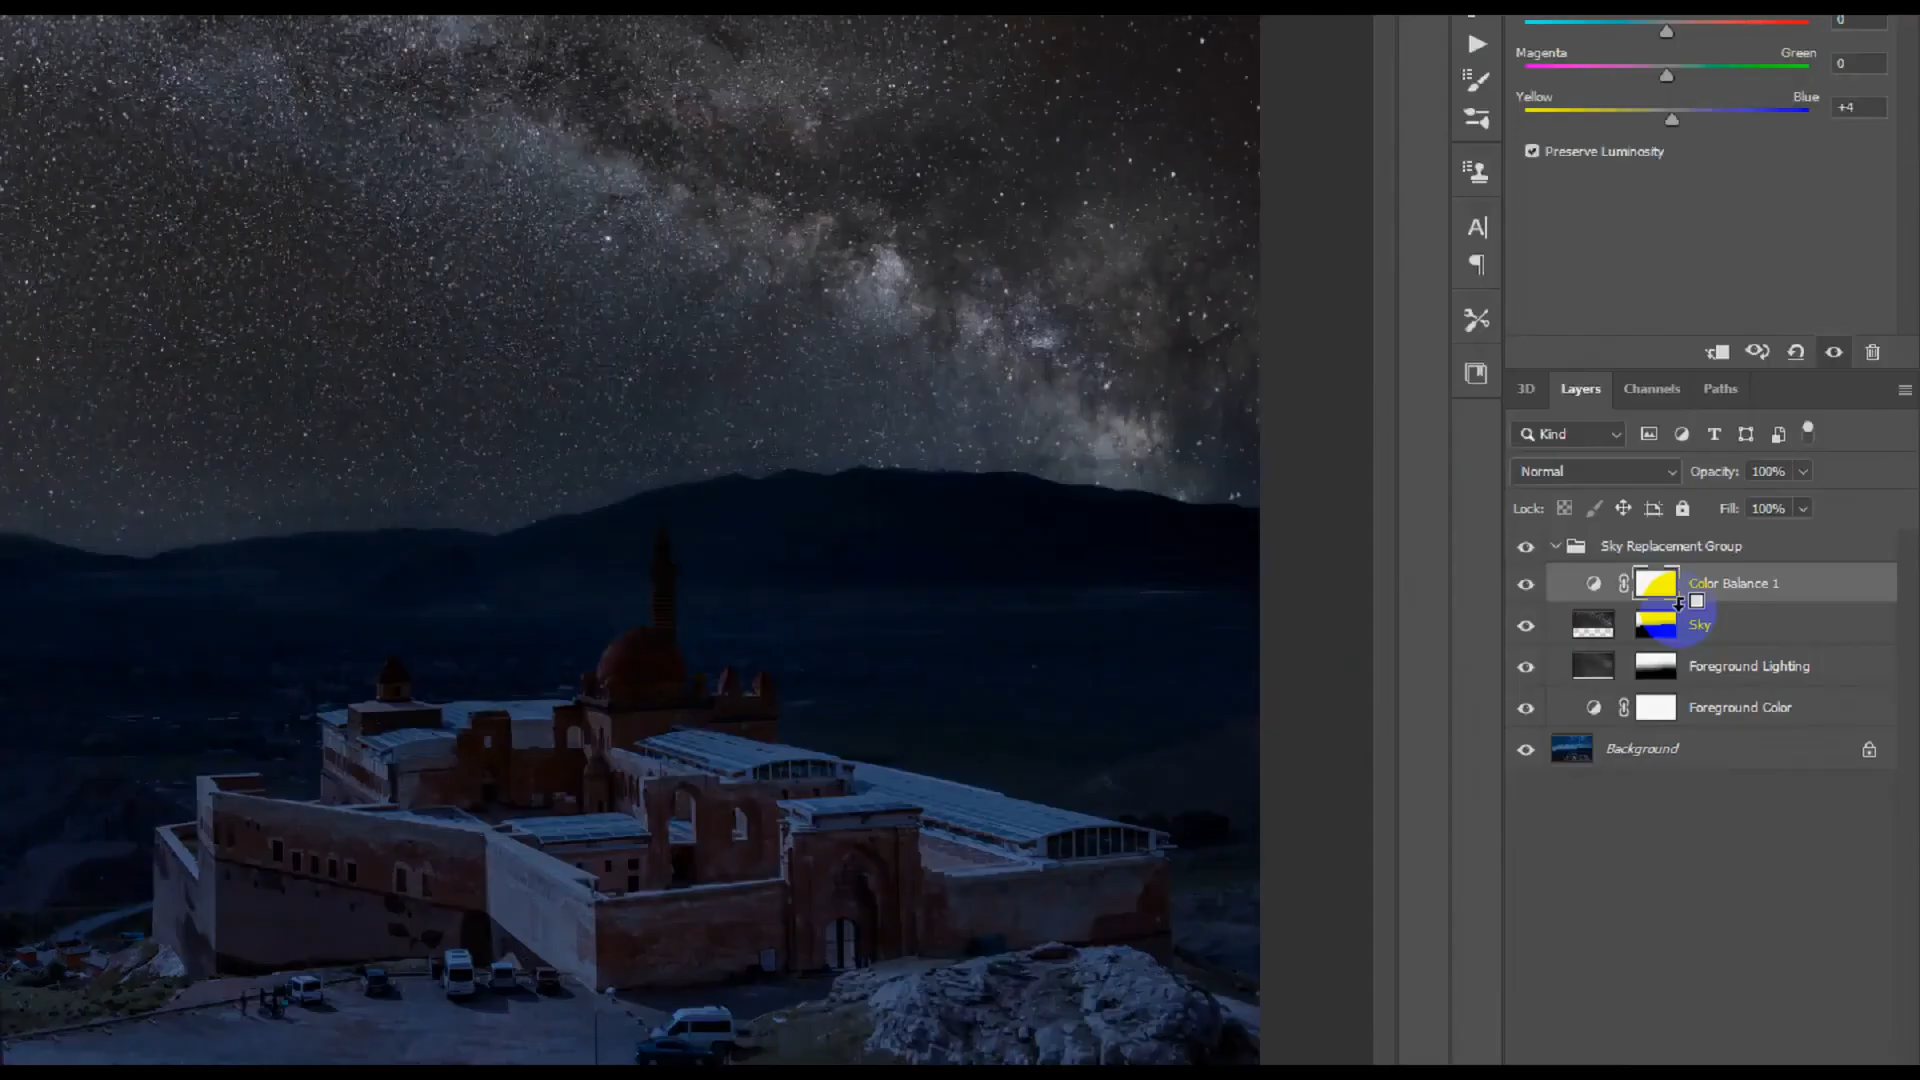 0
Magenta Green 0
Yellow Blue +4
Preserve Luminosity
3D Layers Channels Paths
Kind
Normal Opacity: 100%
Lock: Fill: 100%
Sky Replacement Group
Color Balance 1
Sky
Foreground Lighting
Foreground Color
Background